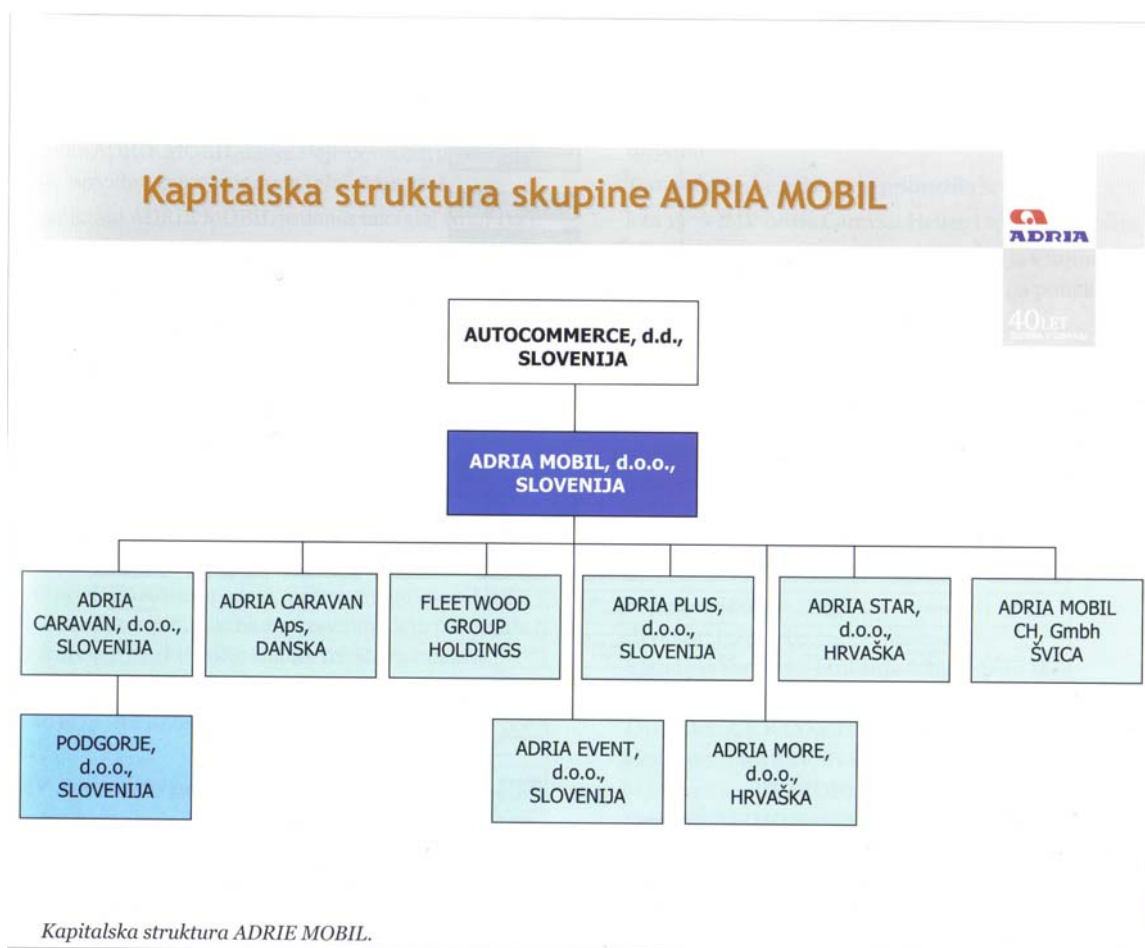 Kapitalska struktura skupine ADRIA MOBIL
ADRIA
40 LET
AUTOCOMMERCE, d.d.,
SLOVENIJA
ADRIA MOBIL, d.o.o.,
SLOVENIJA
ADRIA
CARAVAN, d.o.o.,
SLOVENIJA
ADRIA CARAVAN
Aps,
DANSKA
FLEETWOOD
GROUP
HOLDINGS
ADRIA PLUS,
d.o.o.,
SLOVENIJA
ADRIA STAR,
d.o.o.,
HRVAŠKA
ADRIA MOBIL
CH, Gmbh
ŠVICA
PODGORJE,
d.o.o.,
SLOVENIJA
ADRIA EVENT,
d.o.o.,
SLOVENIJA
ADRIA MORE,
d.o.o.,
HRVAŠKA
Kapitalska struktura ADRIE MOBIL.